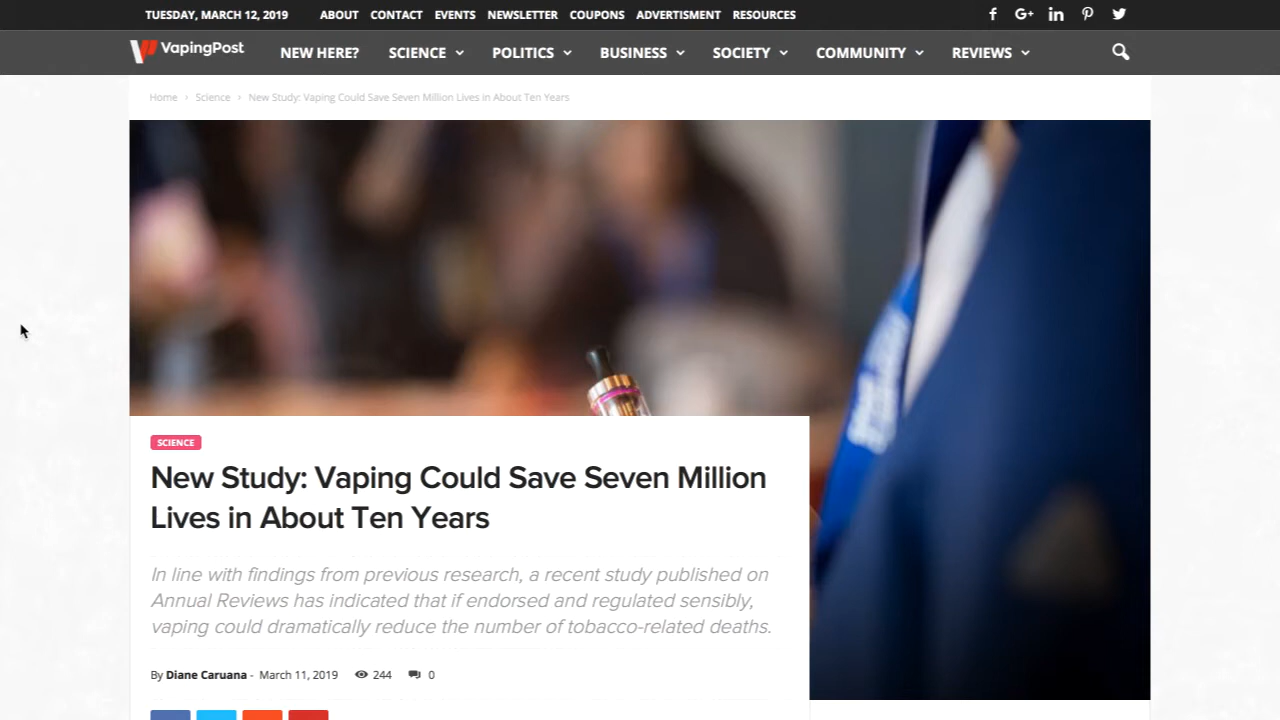 TUESDAY, MARCH 12, 2019 ABOUT CONTACT EVENTS NEWSLETTER COUPONS ADVERTISMENT RESOURCES
VapingPost NEW HERE? SCIENCE POLITICS BUSINESS SOCIETY COMMUNITY REVIEWS
Home › Science › New Study: Vaping Could Save Seven Million Lives in About Ten Years
SCIENCE
New Study: Vaping Could Save Seven Million
Lives in About Ten Years
In line with findings from previous research, a recent study published on
Annual Reviews has indicated that if endorsed and regulated sensibly,
vaping could dramatically reduce the number of tobacco-related deaths.
By Diane Caruana - March 11, 2019 244 0